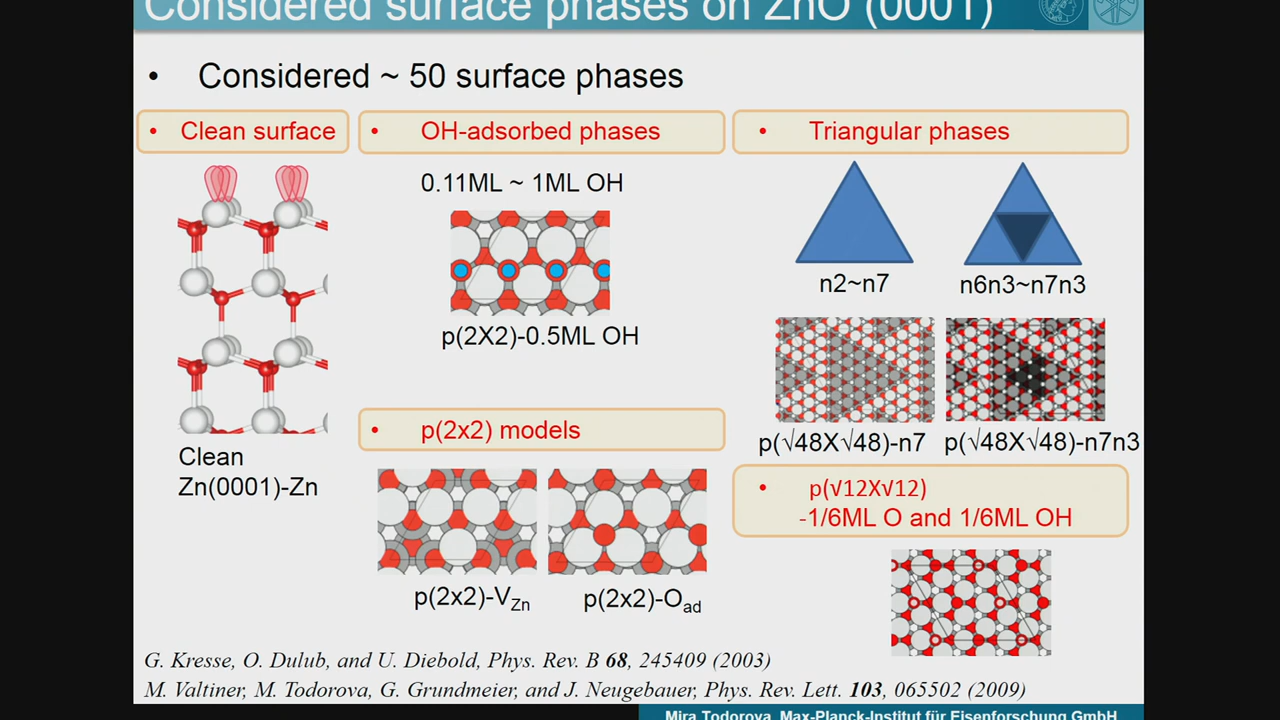 Considered surface phases on ZnO (0001)
• Considered ~ 50 surface phases
• Clean surface
• OH-adsorbed phases
• Triangular phases
0.11ML ~ 1ML OH
n2~n7
n6n3~n7n3
p(2X2)-0.5ML OH
• p(2x2) models
p(√48X√48)-n7
p(√48X√48)-n7n3
Clean
Zn(0001)-Zn
• p(√12X√12)
-1/6ML O and 1/6ML OH
p(2x2)-VZn
p(2x2)-Oad
G. Kresse, O. Dulub, and U. Diebold, Phys. Rev. B 68, 245409 (2003)
M. Valtiner, M. Todorova, G. Grundmeier, and J. Neugebauer, Phys. Rev. Lett. 103, 065502 (2009)
Mira Todorova, Max-Planck-Institut für Eisenforschung GmbH